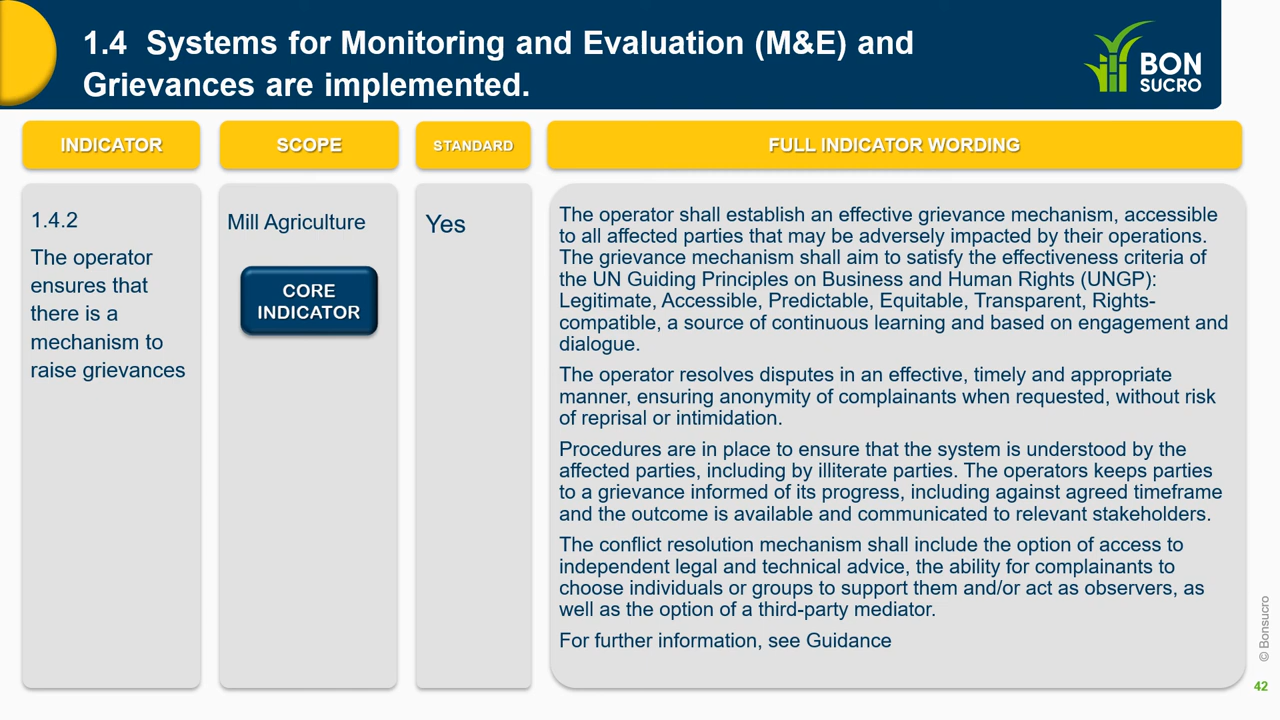 1.4 Systems for Monitoring and Evaluation (M&E) and
Grievances are implemented.
BON
SUCRO
INDICATOR
SCOPE
STANDARD
FULL INDICATOR WORDING
1.4.2
The operator
ensures that
there is a
mechanism to
raise grievances
Mill Agriculture
CORE
INDICATOR
Yes
The operator shall establish an effective grievance mechanism, accessible
to all affected parties that may be adversely impacted by their operations.
The grievance mechanism shall aim to satisfy the effectiveness criteria of
the UN Guiding Principles on Business and Human Rights (UNGP):
Legitimate, Accessible, Predictable, Equitable, Transparent, Rights-
compatible, a source of continuous learning and based on engagement and
dialogue.
The operator resolves disputes in an effective, timely and appropriate
manner, ensuring anonymity of complainants when requested, without risk
of reprisal or intimidation.
Procedures are in place to ensure that the system is understood by the
affected parties, including by illiterate parties. The operators keeps parties
to a grievance informed of its progress, including against agreed timeframe
and the outcome is available and communicated to relevant stakeholders.
The conflict resolution mechanism shall include the option of access to
independent legal and technical advice, the ability for complainants to
choose individuals or groups to support them and/or act as observers, as
well as the option of a third-party mediator.
For further information, see Guidance
© Bonsucro
42